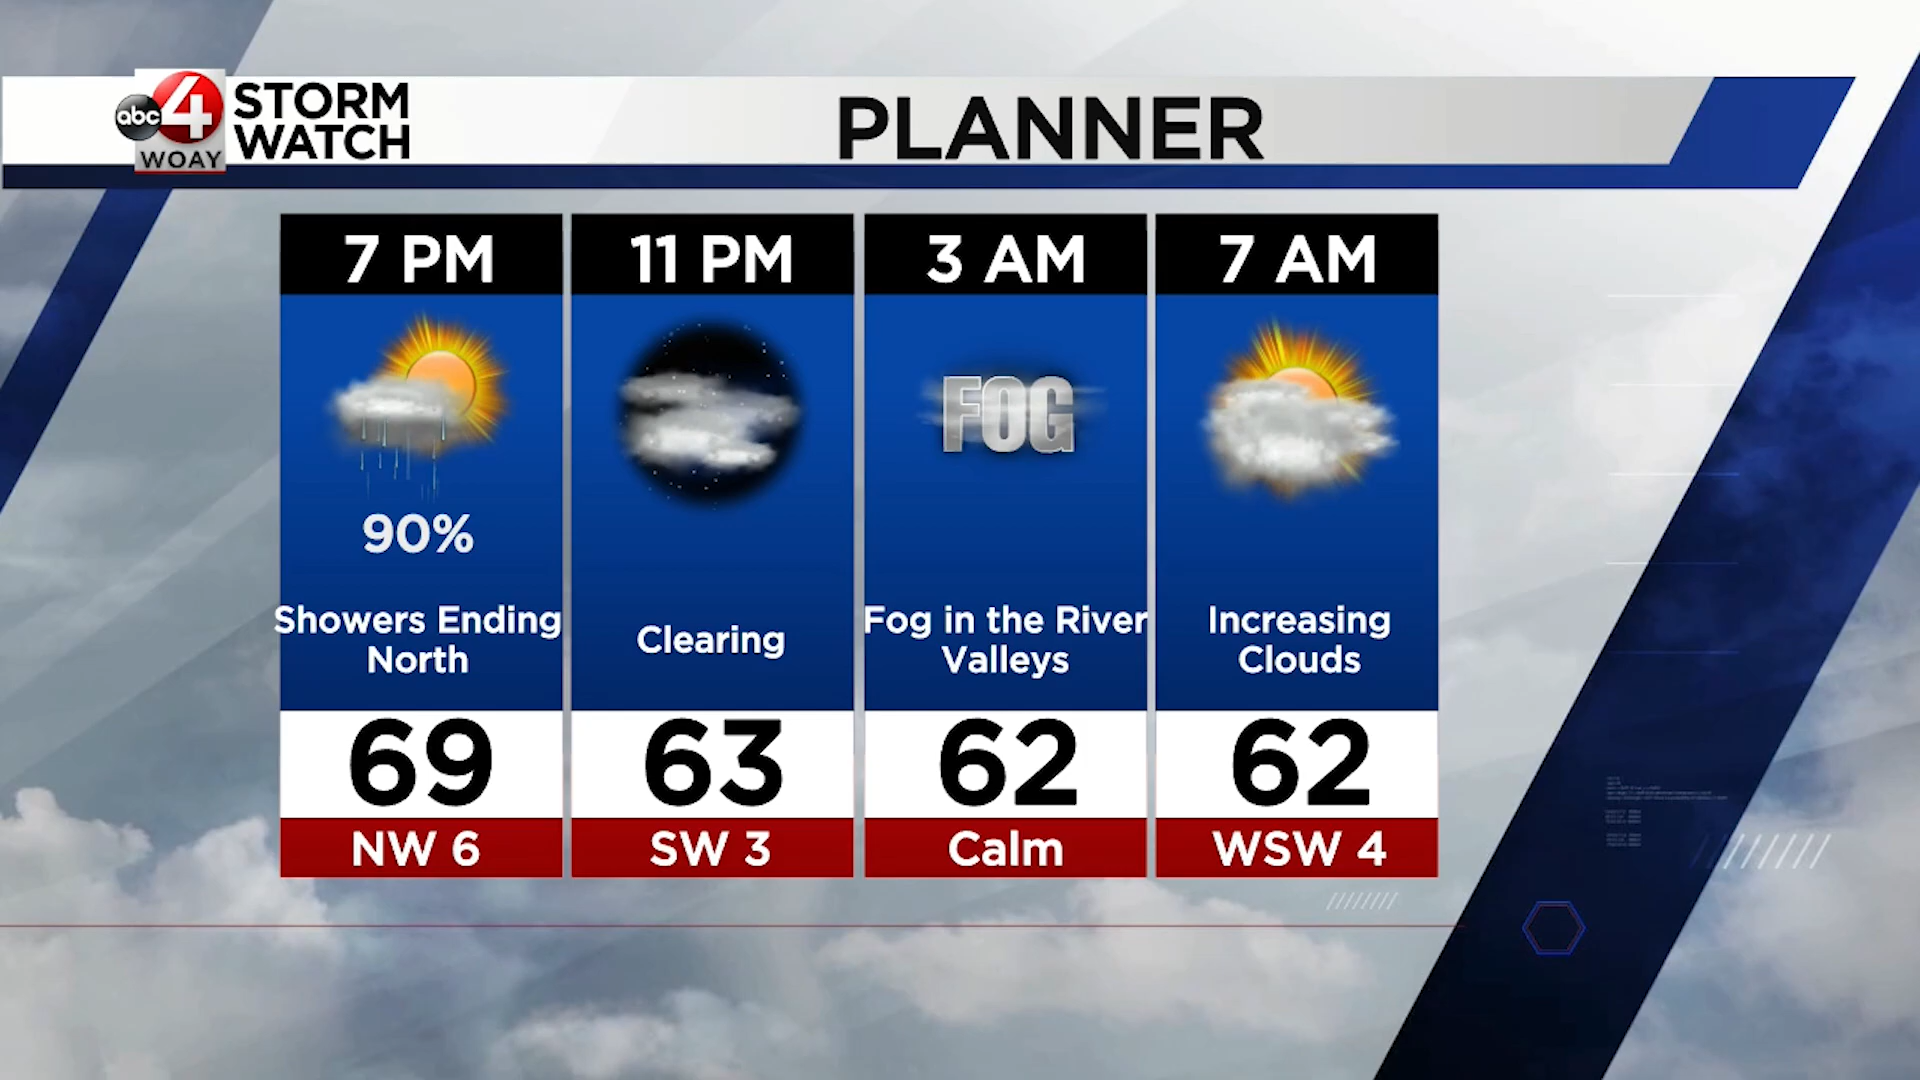 abc 4
WOAY
STORM
WATCH
PLANNER
7 PM
11 PM
3 AM
7 AM
FOG
90%
Showers Ending
North
Clearing
Fog in the River
Valleys
Increasing
Clouds
69
63
62
62
NW 6
SW 3
Calm
WSW 4